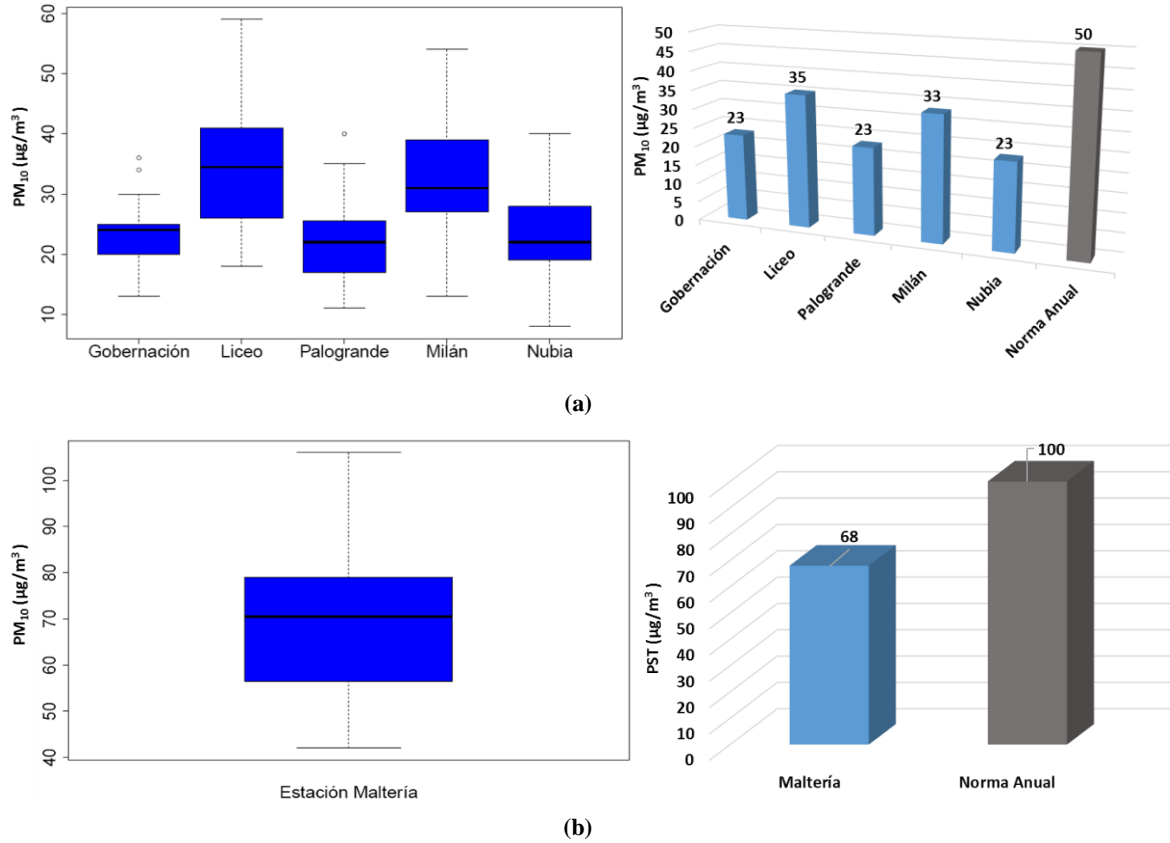 PM₁₀ (µg/m³)
60
50
40
30
20
10
Gobernación Liceo Palogrande Milán Nubia
PM₁₀ (µg/m³)
50
45
40
35
30
25
20
15
10
5
0
23
35
23
33
23
50
Gobernación
Liceo
Palogrande
Milán
Nubia
Norma Anual
(a)
PM₁₀ (µg/m³)
100
90
80
70
60
50
40
Estación Maltería
PST (µg/m³)
100
90
80
70
60
50
40
30
20
10
0
68
100
Maltería Norma Anual
(b)